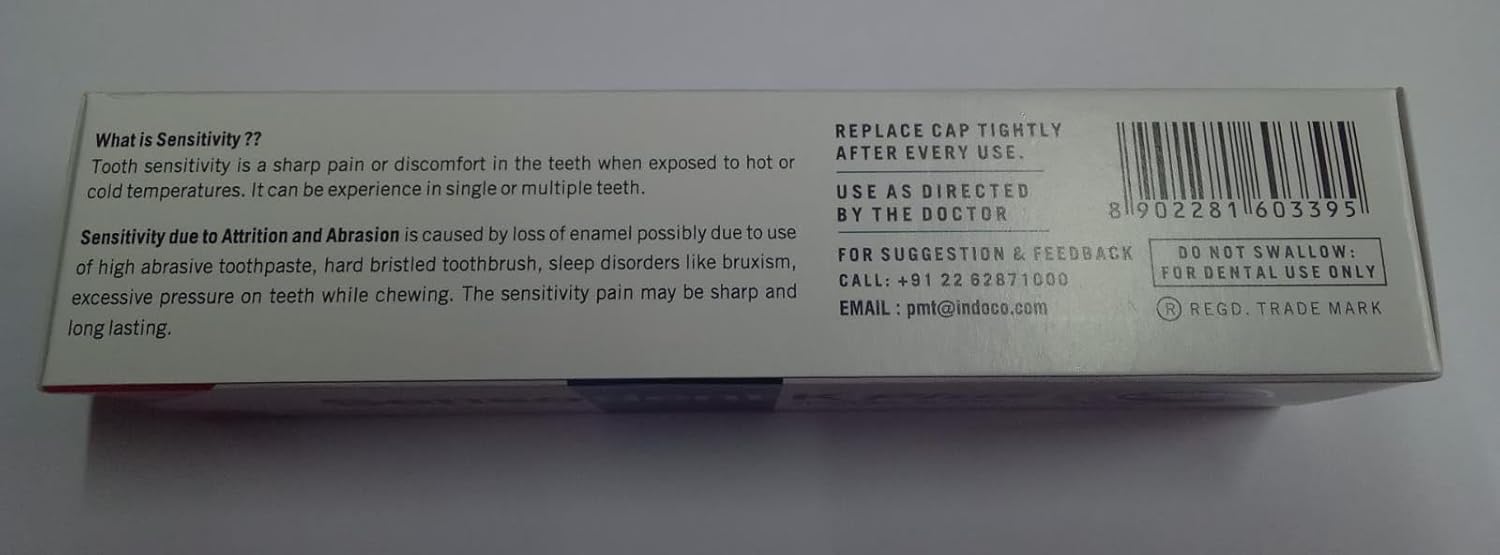 What is Sensitivity ??
Tooth sensitivity is a sharp pain or discomfort in the teeth when exposed to hot or
cold temperatures. It can be experience in single or multiple teeth.
Sensitivity due to Attrition and Abrasion is caused by loss of enamel possibly due to use
of high abrasive toothpaste, hard bristled toothbrush, sleep disorders like bruxism,
excessive pressure on teeth while chewing. The sensitivity pain may be sharp and
long lasting.
REPLACE CAP TIGHTLY
AFTER EVERY USE.
USE AS DIRECTED
BY THE DOCTOR
FOR SUGGESTION & FEEDBACK
CALL: +91 22 62871000
EMAIL : pmt@indoco.com
8 902281 603395
DO NOT SWALLOW:
FOR DENTAL USE ONLY
® REGD. TRADE MARK